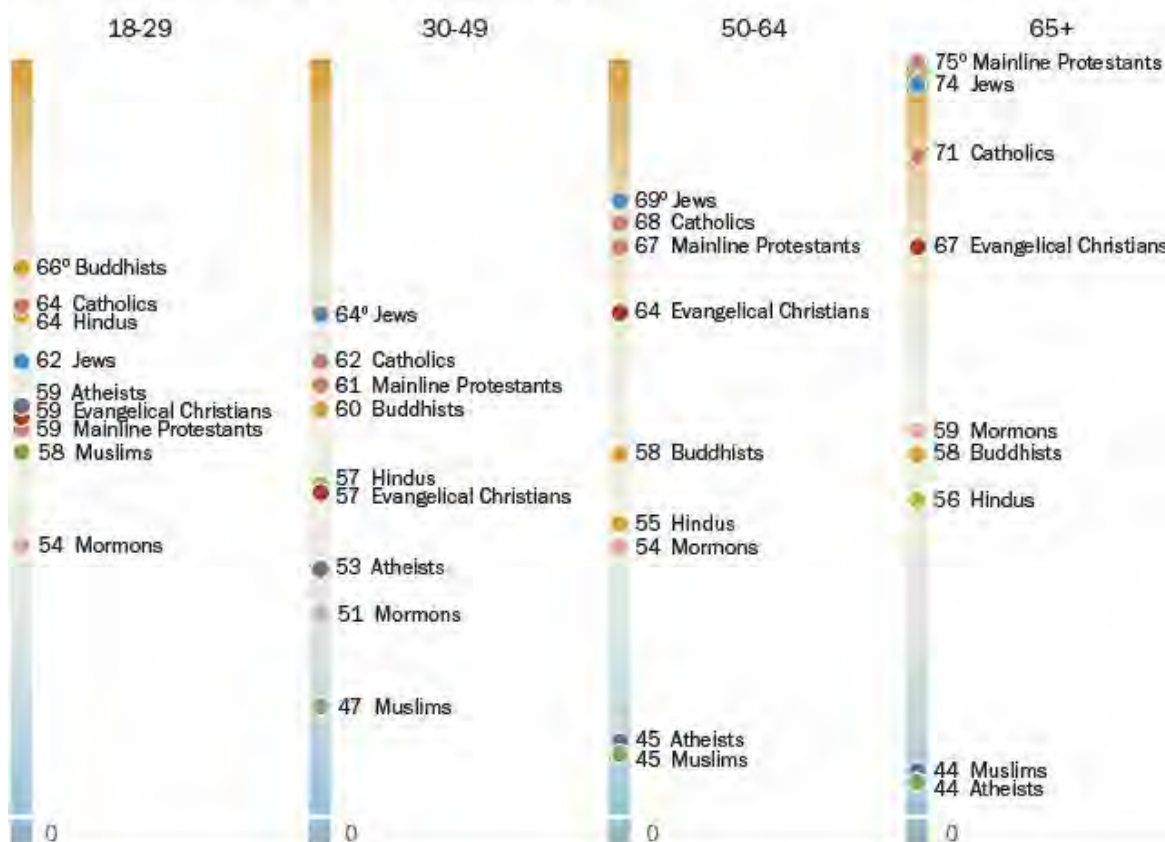 18-29
66º Buddhists
64 Catholics
64 Hindus
62 Jews
59 Atheists
59 Evangelical Christians
59 Mainline Protestants
58 Muslims
54 Mormons
0
30-49
64º Jews
62 Catholics
61 Mainline Protestants
60 Buddhists
57 Hindus
57 Evangelical Christians
53 Atheists
51 Mormons
47 Muslims
0
50-64
69º Jews
68 Catholics
67 Mainline Protestants
64 Evangelical Christians
58 Buddhists
55 Hindus
54 Mormons
45 Atheists
45 Muslims
0
65+
75º Mainline Protestants
74 Jews
71 Catholics
67 Evangelical Christians
59 Mormons
58 Buddhists
56 Hindus
44 Muslims
44 Atheists
0